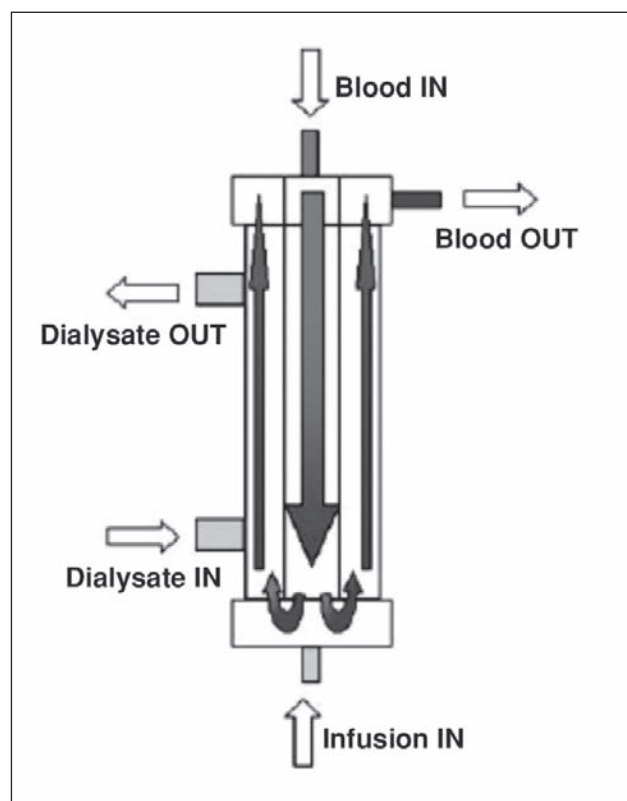 Blood IN
Blood OUT
Dialysate OUT
Dialysate IN
Infusion IN